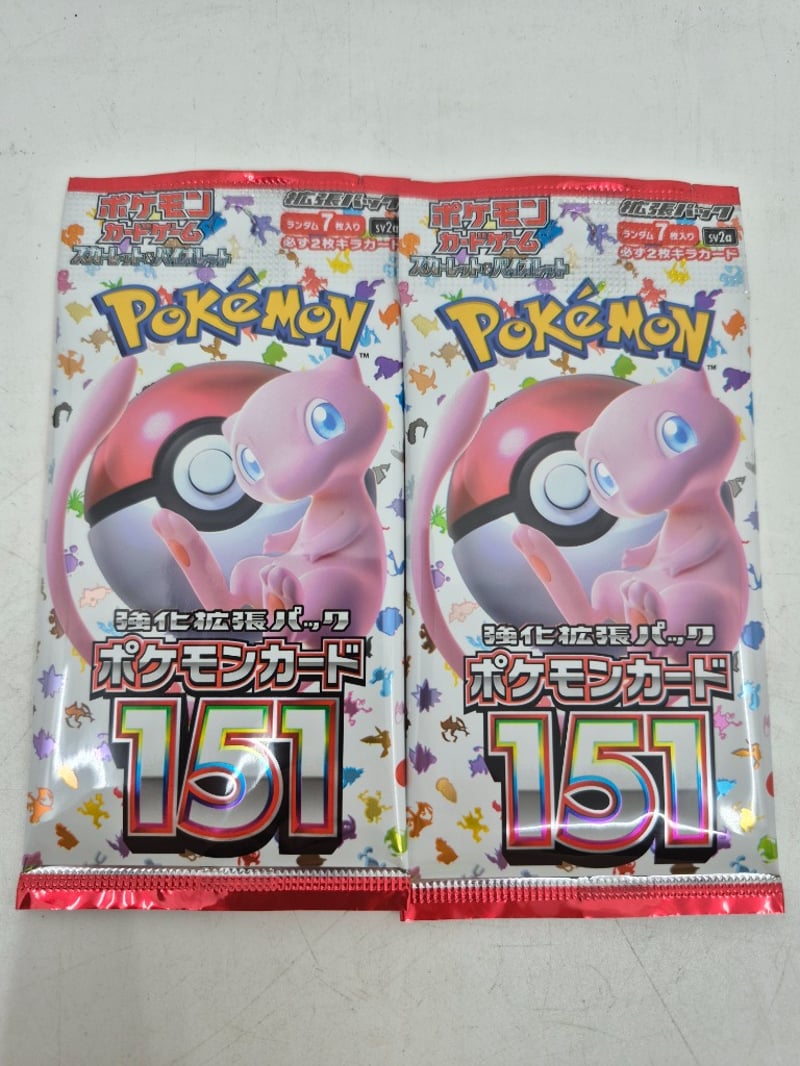 ポケモン
カードゲーム
スカーレット&バイオレット
拡張パック
ランダム7枚入り
sv2a
必ず2枚キラカード
POKéMON
TM
強化拡張パック
ポケモンカード
151
ポケモン
カードゲーム
スカーレット&バイオレット
拡張パック
ランダム7枚入り
sv2a
必ず2枚キラカード
POKéMON
TM
強化拡張パック
ポケモンカード
151